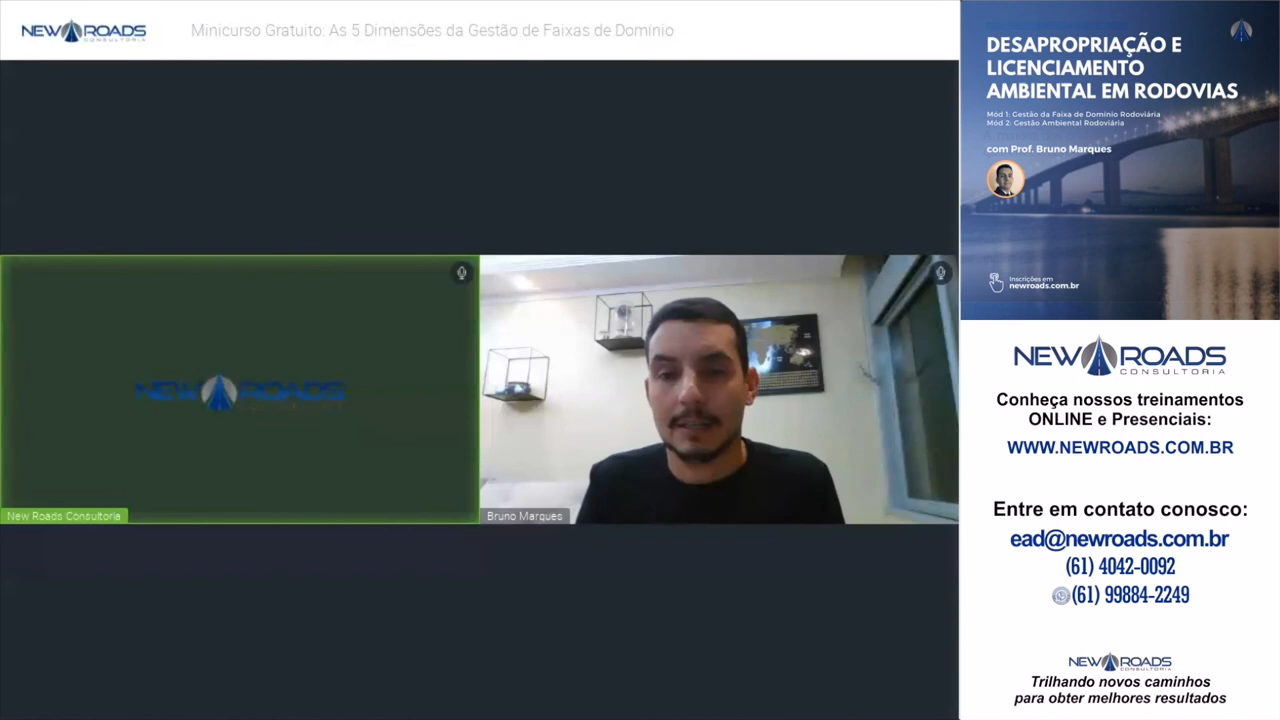 NEW ROADS
CONSULTORIA
Minicurso Gratuito: As 5 Dimensões da Gestão de Faixas de Domínio
NEW ROADS
New Roads Consultoria
Bruno Marques
DESAPROPRIAÇÃO E
LICENCIAMENTO
AMBIENTAL EM RODOVIAS
Mód 1: Gestão da Faixa de Domínio Rodoviária
Mód 2: Gestão Ambiental Rodoviária
com Prof. Bruno Marques
Inscrições em
newroads.com.br
NEW ROADS
CONSULTORIA
Conheça nossos treinamentos
ONLINE e Presenciais:
WWW.NEWROADS.COM.BR
Entre em contato conosco:
ead@newroads.com.br
(61) 4042-0092
(61) 99884-2249
NEW ROADS
CONSULTORIA
Trilhando novos caminhos
para obter melhores resultados